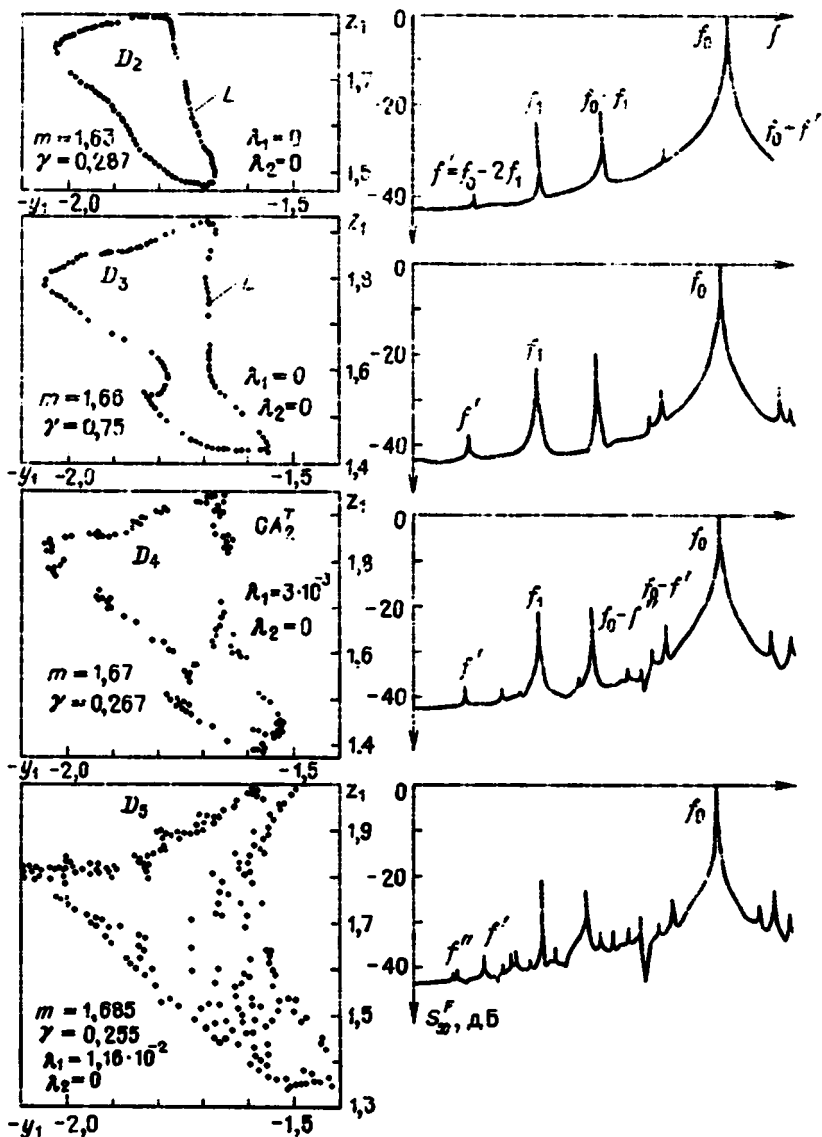 z₁
D₂
1,7
L
m=1,63
γ=0,287
λ₁=0
λ₂=0
1,5
-y₁ -2,0 -1,5
0
f₀
f
-20
f₁
f₀-f₁
f₀-f'
f'=f₀-2f₁
-40
z₁
D₃
1,8
L
1,6
m=1,66
γ=0,75
λ₁=0
λ₂=0
1,4
-y₁ -2,0 -1,5
0
f₀
-20
f₁
f'
-40
z₁
CA₂ᵀ
D₄
1,8
λ₁=3·10⁻³
λ₂=0
1,6
m=1,67
γ=0,267
1,4
-y₁ -2,0 -1,5
0
f₀
-20
f₁
f₀-f"
f₀-f'
f'
-40
z₁
D₅
1,9
1,7
1,5
m=1,685
γ=0,255
λ₁=1,16·10⁻²
λ₂=0
1,3
-y₁ -2,0 -1,5
0
f₀
-20
f" f'
-40
дБ